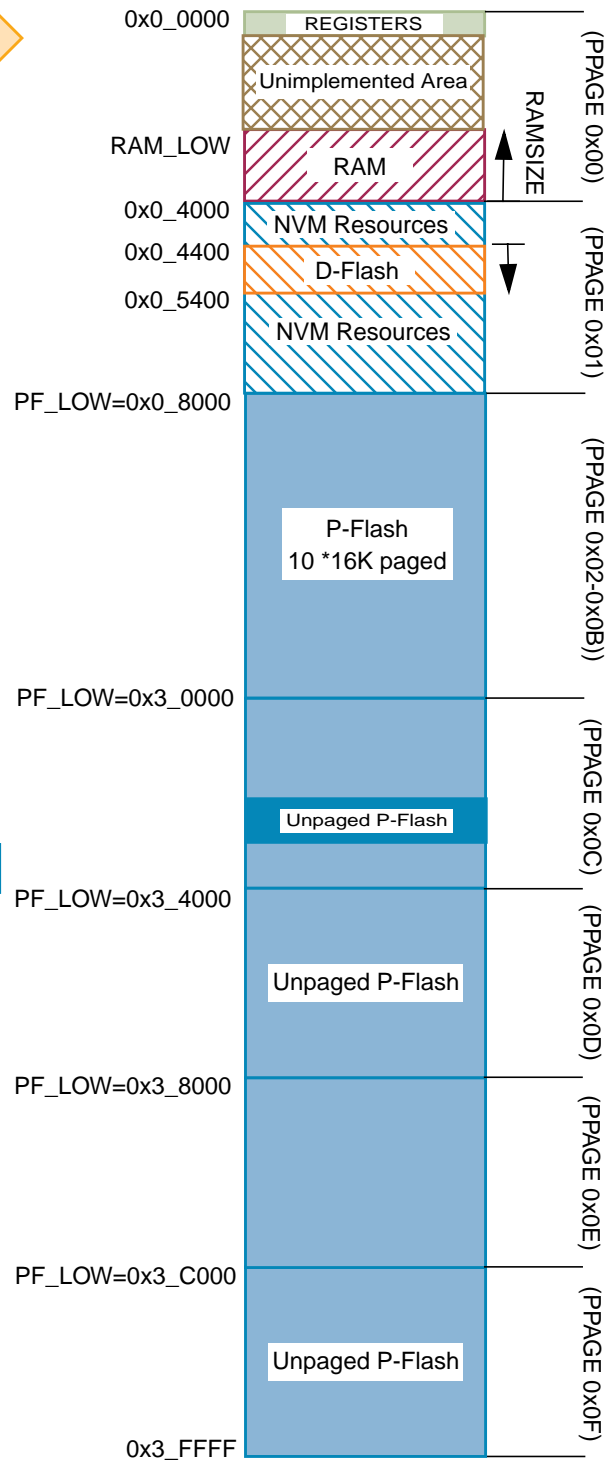 0x0_0000
REGISTERS
(PPAGE 0x00)
Unimplemented Area
RAM_LOW
RAM
RAMSIZE
0x0_4000
NVM Resources
0x0_4400
D-Flash
(PPAGE 0x01)
0x0_5400
NVM Resources
PF_LOW=0x0_8000
P-Flash
10 *16K paged
(PPAGE 0x02-0x0B))
PF_LOW=0x3_0000
(PPAGE 0x0C)
Unpaged P-Flash
PF_LOW=0x3_4000
Unpaged P-Flash
(PPAGE 0x0D)
PF_LOW=0x3_8000
(PPAGE 0x0E)
PF_LOW=0x3_C000
Unpaged P-Flash
(PPAGE 0x0F)
0x3_FFFF